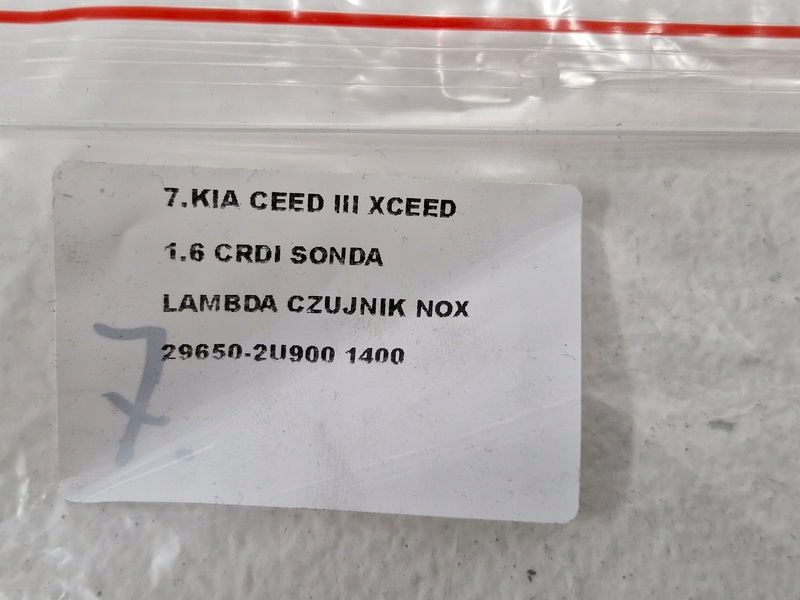 7.KIA CEED III XCEED
1.6 CRDI SONDA
LAMBDA CZUJNIK NOX
29650-2U900 1400
7.